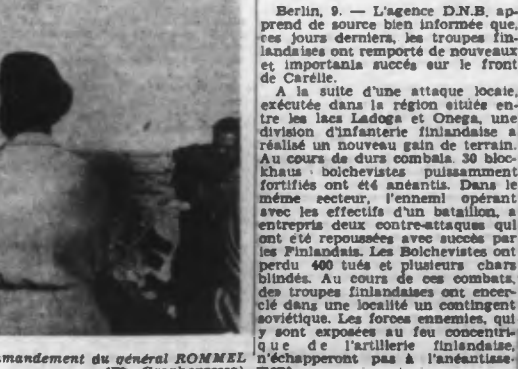 Berlin, 9. — L'agence D.N.B. ap-
prend de source bien informée que,
ces jours derniers, les troupes fin-
landaises ont remporté de nouveaux
et importants succés sur le front
de Carélie.
A la suite d'une attaque locale,
exécutée dans la région située en-
tre les lacs Ladoga et Onega, une
division d'infanterie finlandaise a
réalisé un nouveau gain de terrain.
Au cours de durs combats, 30 bloc-
khaus bolchevistes puissamment
fortifiés ont été anéantis. Dans le
même secteur, l'ennemi opérant
avec les effectifs d'un bataillon, a
entrepris deux contre-attaques qui
ont été repoussées avec succès par
les Finlandais. Les Bolchevistes ont
perdu 400 tués et plusieurs chars
blindés. Au cours de ces combats,
des troupes finlandaises ont encer-
clé dans une localité un contingent
soviétique. Les forces ennemies, qui
y sont exposées au feu concentri-
que de l'artillerie finlandaise,
n'échapperont pas à l'anéantisse-
mandement du général ROMMEL